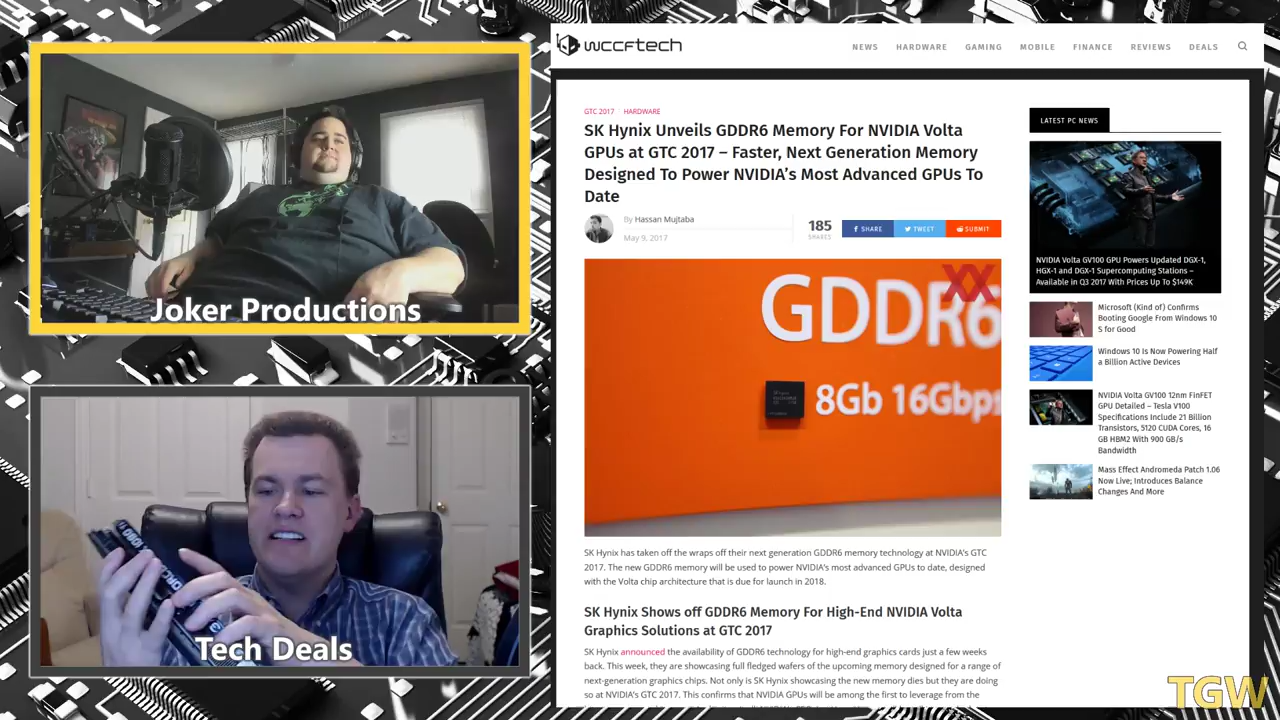 wccftech
NEWS HARDWARE GAMING MOBILE FINANCE REVIEWS DEALS
Joker Productions
Tech Deals
GTC 2017 HARDWARE
SK Hynix Unveils GDDR6 Memory For NVIDIA Volta
GPUs at GTC 2017 – Faster, Next Generation Memory
Designed To Power NVIDIA's Most Advanced GPUs To
Date
By Hassan Mujtaba
May 9, 2017
185
SHARES
SHARE
TWEET
SUBMIT
GDDR6
8Gb 16Gbps
SK Hynix has taken off the wraps off their next generation GDDR6 memory technology at NVIDIA's GTC
2017. The new GDDR6 memory will be used to power NVIDIA's most advanced GPUs to date, designed
with the Volta chip architecture that is due for launch in 2018.
SK Hynix Shows off GDDR6 Memory For High-End NVIDIA Volta
Graphics Solutions at GTC 2017
SK Hynix announced the availability of GDDR6 technology for high-end graphics cards just a few weeks
back. This week, they are showcasing full fledged wafers of the upcoming memory designed for a range of
next-generation graphics chips. Not only is SK Hynix showcasing the new memory dies but they are doing
so at NVIDIA's GTC 2017. This confirms that NVIDIA GPUs will be among the first to leverage from the
LATEST PC NEWS
NVIDIA Volta GV100 GPU Powers Updated DGX-1,
HGX-1 and DGX-1 Supercomputing Stations –
Available in Q3 2017 With Prices Up To $149K
Microsoft (Kind of) Confirms
Booting Google From Windows 10
S for Good
Windows 10 Is Now Powering Half
a Billion Active Devices
NVIDIA Volta GV100 12nm FinFET
GPU Detailed – Tesla V100
Specifications Include 21 Billion
Transistors, 5120 CUDA Cores, 16
GB HBM2 With 900 GB/s
Bandwidth
Mass Effect Andromeda Patch 1.06
Now Live; Introduces Balance
Changes And More
TGW